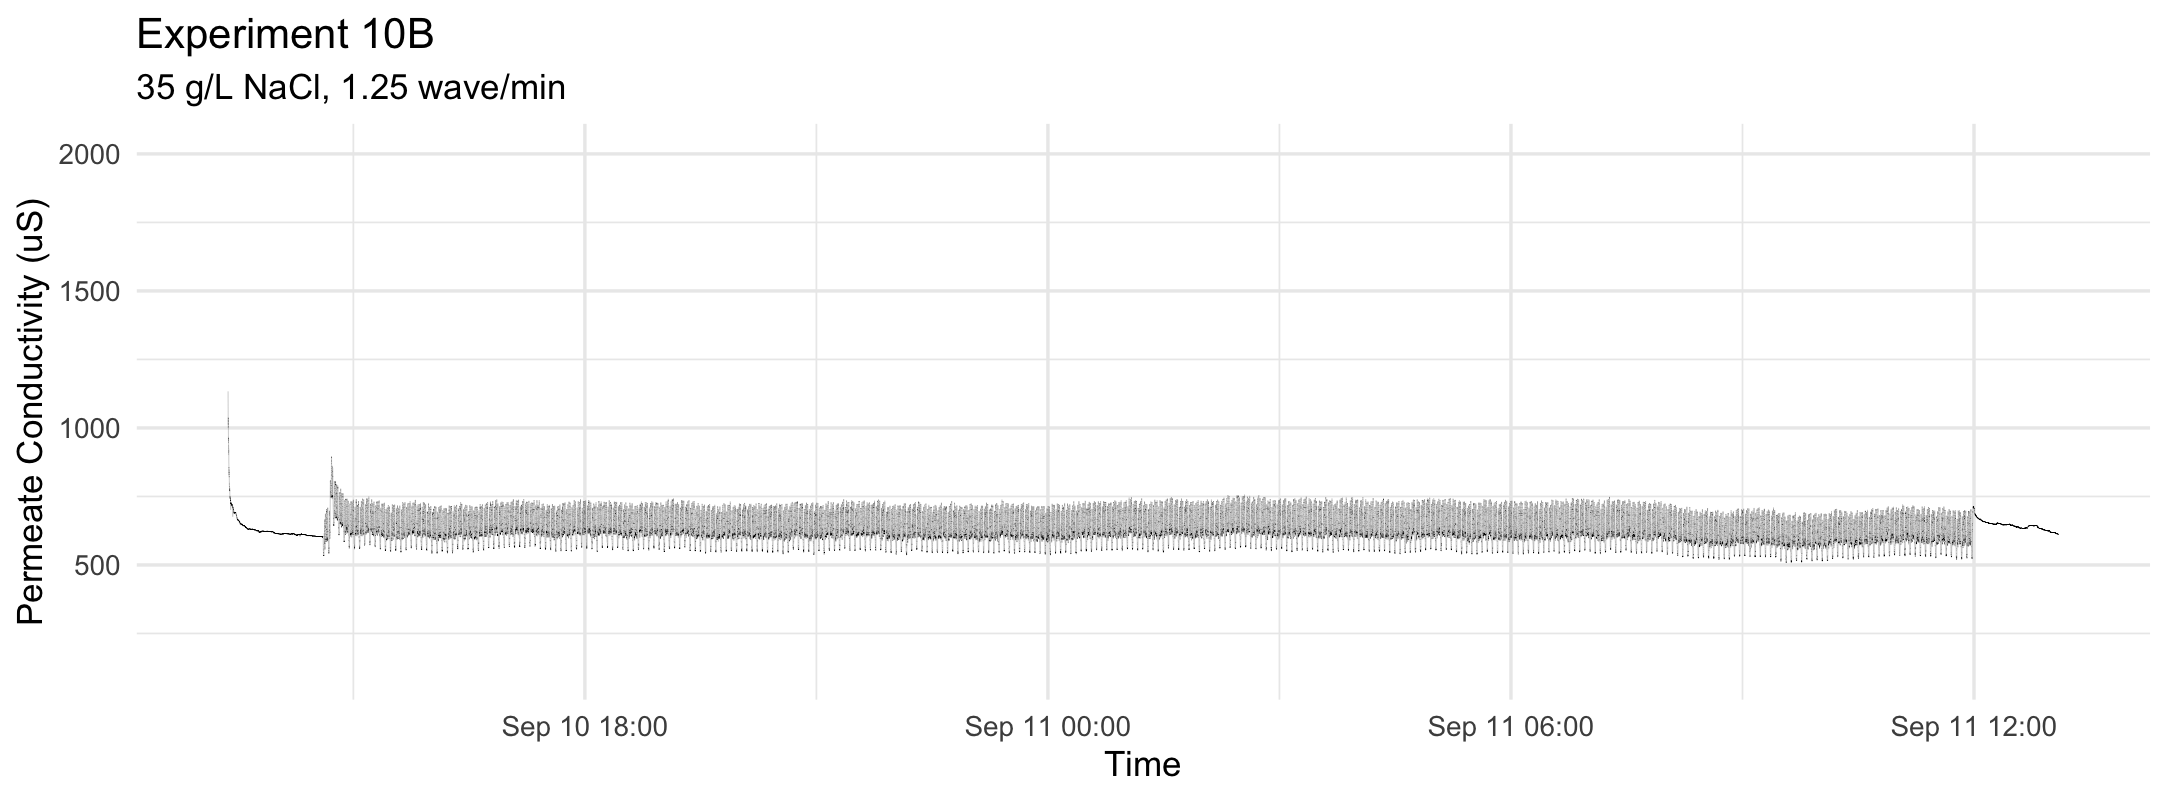 Experiment 10B
35 g/L NaCl, 1.25 wave/min
Permeate Conductivity (uS)
2000
1500
1000
500
Sep 10 18:00
Sep 11 00:00
Sep 11 06:00
Sep 11 12:00
Time